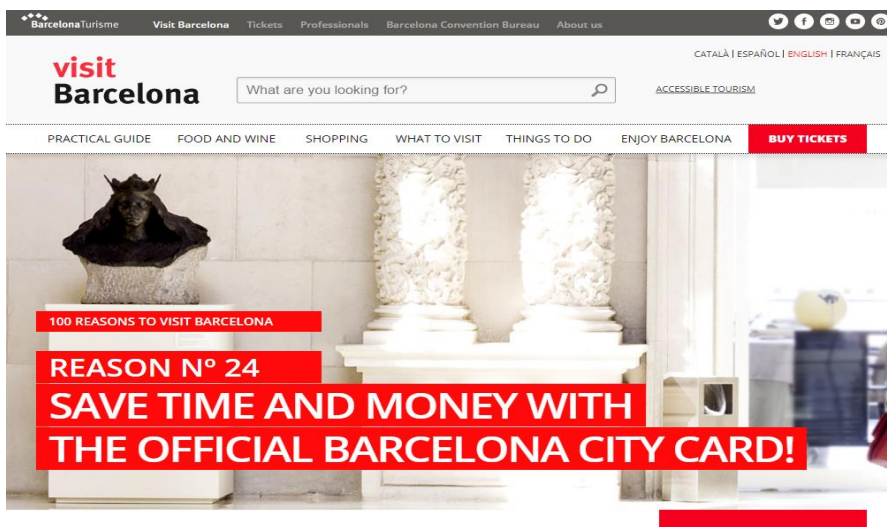 BarcelonaTurisme Visit Barcelona Tickets Professionals Barcelona Convention Bureau About us
CATALÀ | ESPAÑOL | ENGLISH | FRANÇAIS
visit
Barcelona
What are you looking for?
ACCESSIBLE TOURISM
PRACTICAL GUIDE FOOD AND WINE SHOPPING WHAT TO VISIT THINGS TO DO ENJOY BARCELONA BUY TICKETS
100 REASONS TO VISIT BARCELONA
REASON Nº 24
SAVE TIME AND MONEY WITH
THE OFFICIAL BARCELONA CITY CARD!